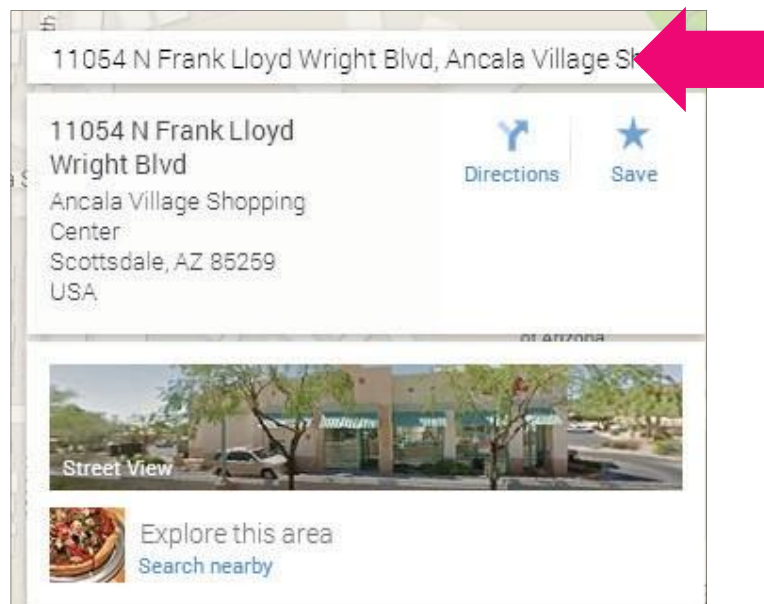 11054 N Frank Lloyd Wright Blvd, Ancala Village Sh
11054 N Frank Lloyd
Wright Blvd
Ancala Village Shopping
Center
Scottsdale, AZ 85259
USA
Directions
Save
of Arizona
Street View
Explore this area
Search nearby